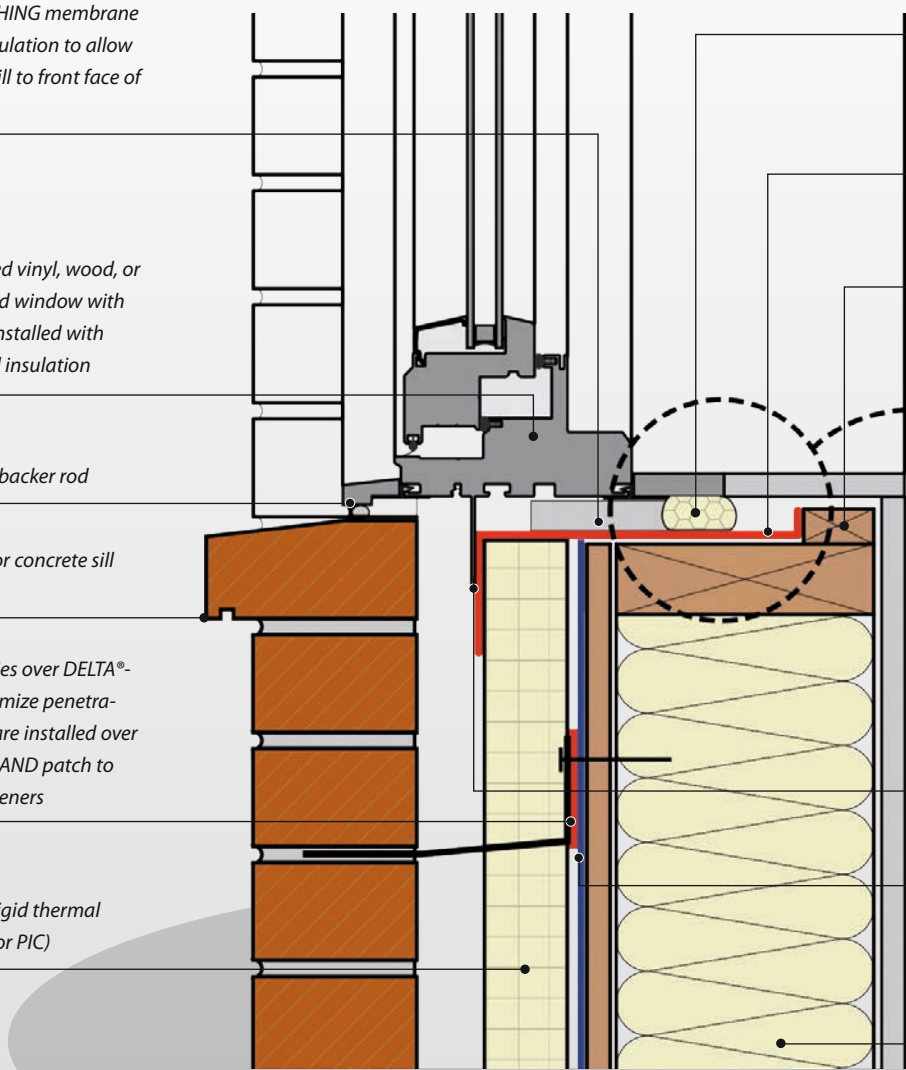 HING membrane
ulation to allow
ill to front face of
ed vinyl, wood, or
d window with
nstalled with
l insulation
backer rod
or concrete sill
es over DELTA®-
mize penetra-
are installed over
AND patch to
eners
igid thermal
or PIC)